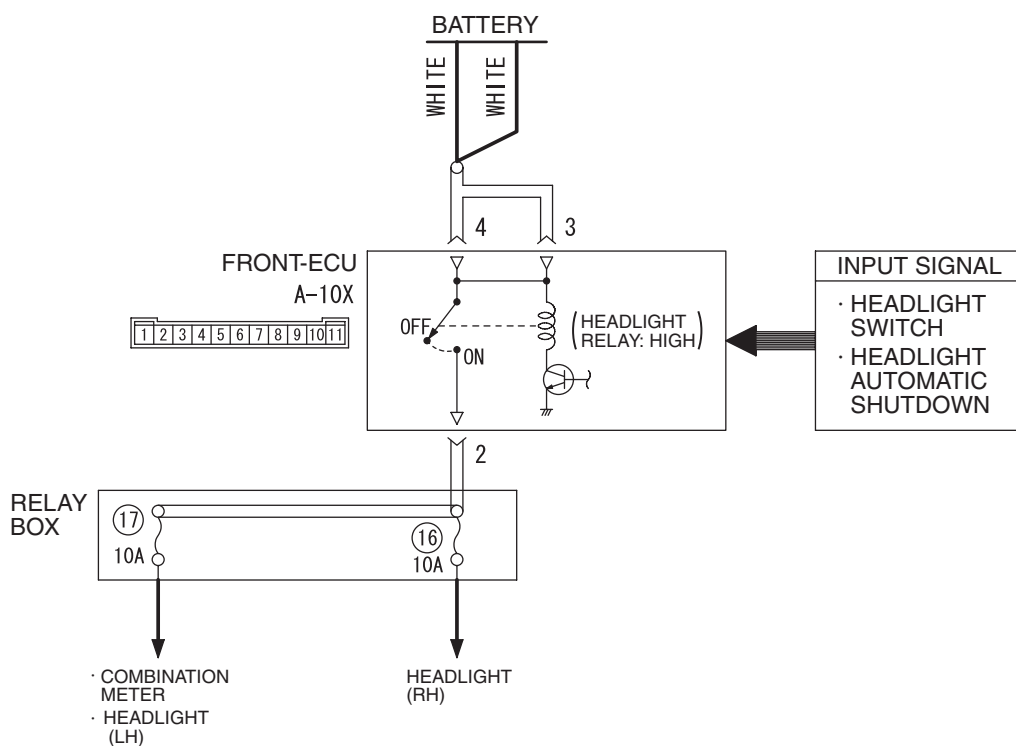 BATTERY
WHITE
WHITE
4
3
FRONT-ECU
A-10X
1 2 3 4 5 6 7 8 9 10 11
OFF
ON
(HEADLIGHT
RELAY: HIGH)
INPUT SIGNAL
· HEADLIGHT
SWITCH
· HEADLIGHT
AUTOMATIC
SHUTDOWN
2
RELAY
BOX
17
10A
16
10A
· COMBINATION
METER
· HEADLIGHT
(LH)
HEADLIGHT
(RH)